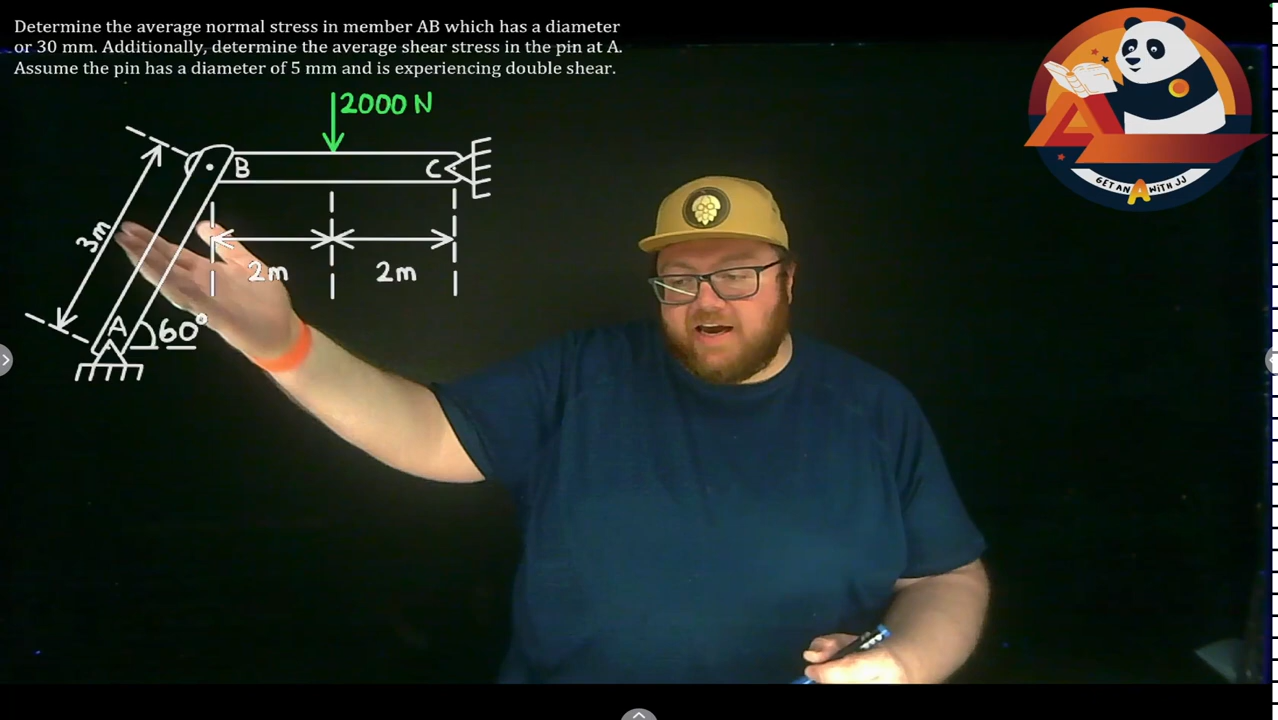 Determine the average normal stress in member AB which has a diameter
or 30 mm. Additionally, determine the average shear stress in the pin at A.
Assume the pin has a diameter of 5 mm and is experiencing double shear.
2000 N
B
C
3m
2m
2m
A
60°
GET AN A WITH JJ